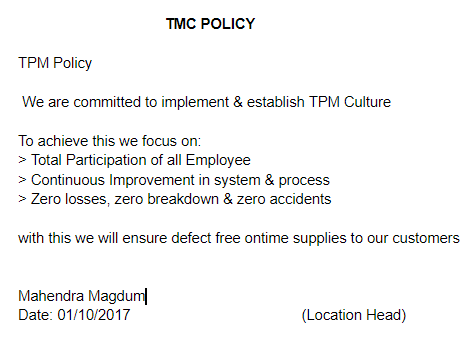 TMC POLICY
TPM Policy
We are committed to implement & establish TPM Culture
To achieve this we focus on:
> Total Participation of all Employee
> Continuous Improvement in system & process
> Zero losses, zero breakdown & zero accidents
with this we will ensure defect free ontime supplies to our customers
Mahendra Magdum
Date: 01/10/2017 (Location Head)